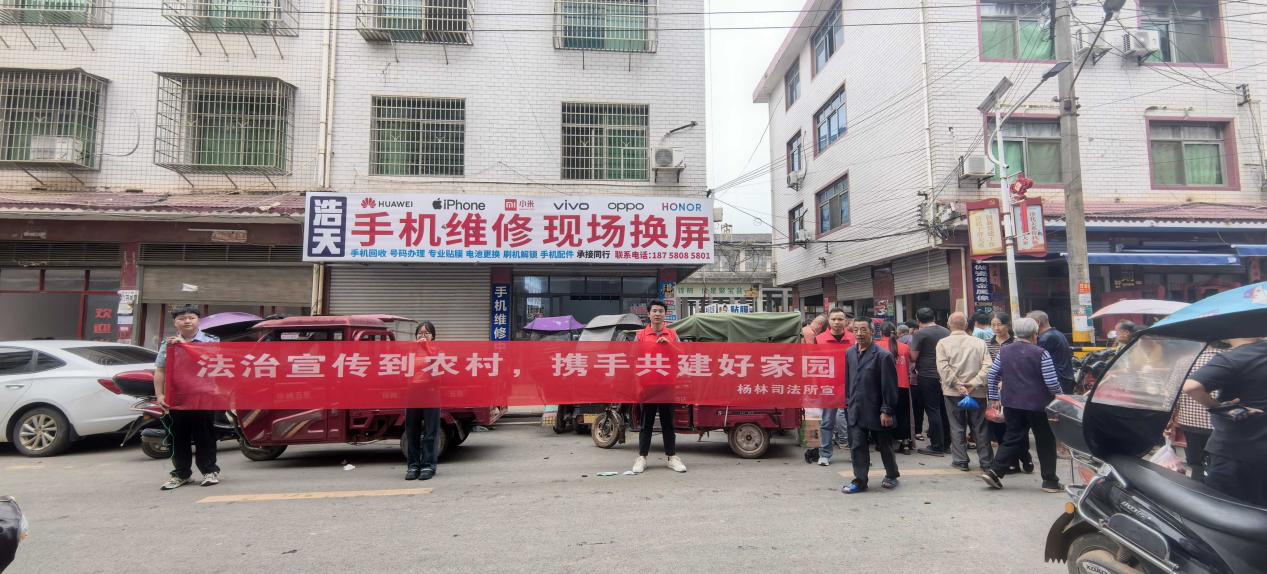 浩天
HUAWEI iPhone 小米 vivo oppo HONOR
手机维修 现场换屏
手机回收 号码办理 专业贴膜 电池更换 刷机解锁 手机配件 承接同行 联系电话:187 5808 5801
手机维修
贴膜
欢
法治宣传到农村，携手共建好家园
杨林司法所宣